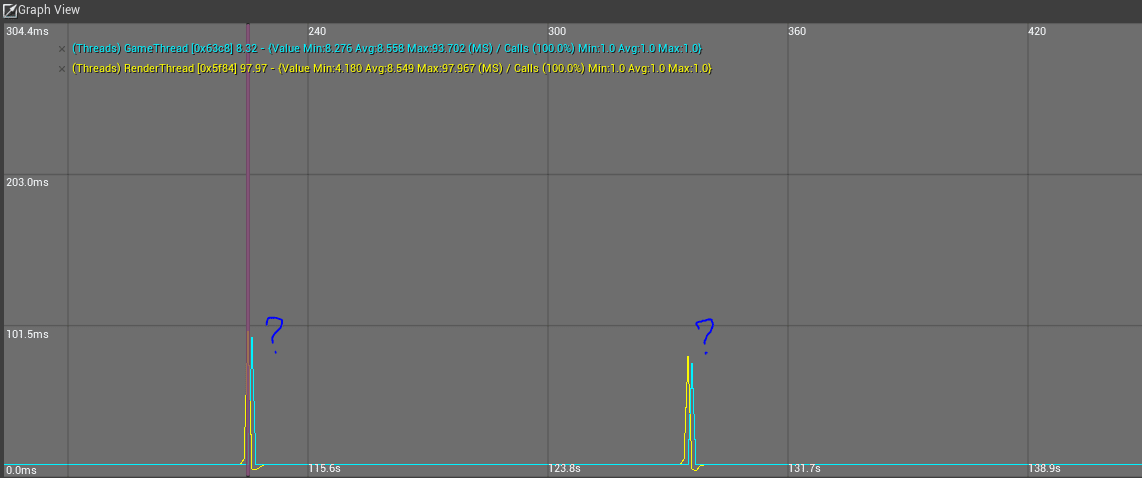 Graph View
304.4ms 300 360 420
× (Threads) GameThread [0x63c8] 8.32 - {Value Min:8.276 Avg:8.558 Max:93.702 (MS) / Calls (100.0%) Min:1.0 Avg:1.0 Max:1.0}
× (Threads) RenderThread [0x5f84] 97.97 - {Value Min:4.180 Avg:8.549 Max:97.967 (MS) / Calls (100.0%) Min:1.0 Avg:1.0 Max:1.0}
240
203.0ms
101.5ms
? ?
0.0ms 115.6s 123.8s 131.7s 138.9s